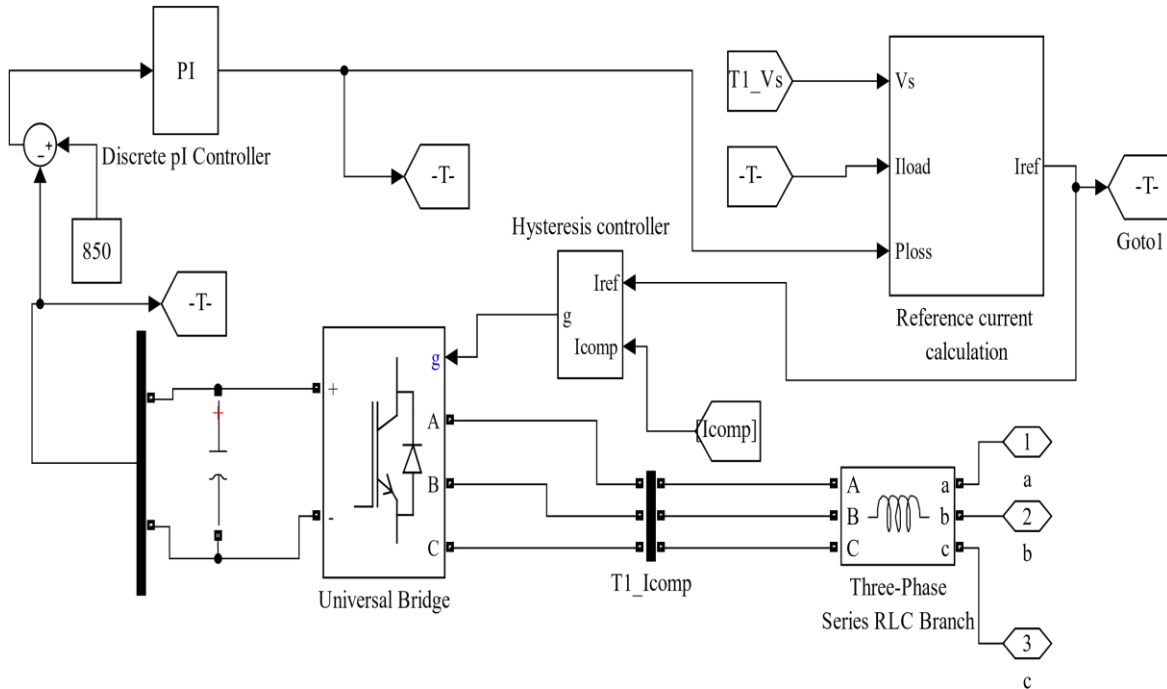 PI
Discrete pI Controller
-
+
850
-T-
-T-
T1_Vs
-T-
Vs
Iload
Ploss
Iref
Reference current
calculation
-T-
Goto1
Hysteresis controller
Iref
g
Icomp
[Icomp]
+
+
-
g
A
B
C
Universal Bridge
T1_Icomp
A
B
C
a
b
c
Three-Phase
Series RLC Branch
1
a
2
b
3
c